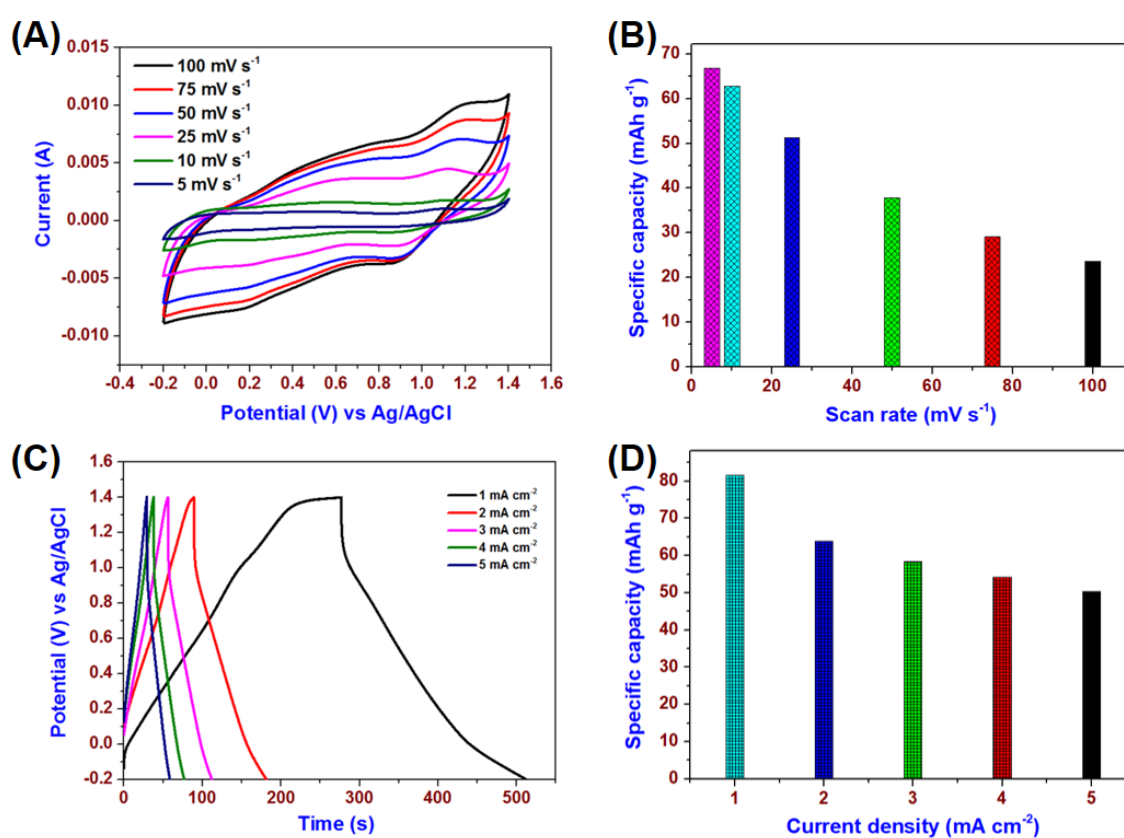 (A)
0.015
0.010
0.005
0.000
-0.005
-0.010
Current (A)
100 mV s⁻¹
75 mV s⁻¹
50 mV s⁻¹
25 mV s⁻¹
10 mV s⁻¹
5 mV s⁻¹
-0.4 -0.2 0.0 0.2 0.4 0.6 0.8 1.0 1.2 1.4 1.6
Potential (V) vs Ag/AgCl
(B)
70
60
50
40
30
20
10
0
Specific capacity (mAh g⁻¹)
0 20 40 60 80 100
Scan rate (mV s⁻¹)
(C)
1.6
1.4
1.2
1.0
0.8
0.6
0.4
0.2
0.0
-0.2
Potential (V) vs Ag/AgCl
1 mA cm⁻²
2 mA cm⁻²
3 mA cm⁻²
4 mA cm⁻²
5 mA cm⁻²
0 100 200 300 400 500
Time (s)
(D)
80
70
60
50
40
30
20
10
0
Specific capacity (mAh g⁻¹)
1 2 3 4 5
Current density (mA cm⁻²)